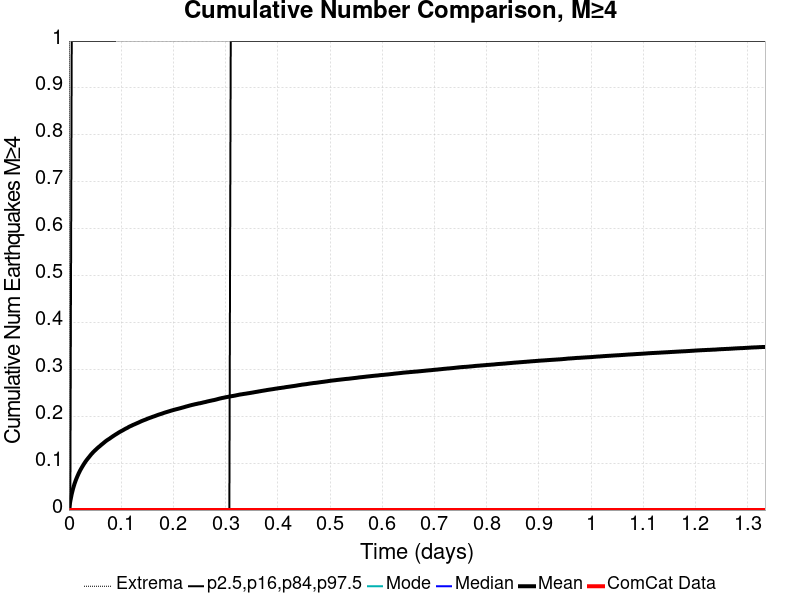 Cumulative Number Comparison, M≥4
Cumulative Num Earthquakes M≥4
1
0.9
0.8
0.7
0.6
0.5
0.4
0.3
0.2
0.1
0
0 0.1 0.2 0.3 0.4 0.5 0.6 0.7 0.8 0.9 1 1.1 1.2 1.3
Time (days)
Extrema p2.5,p16,p84,p97.5 Mode Median Mean ComCat Data